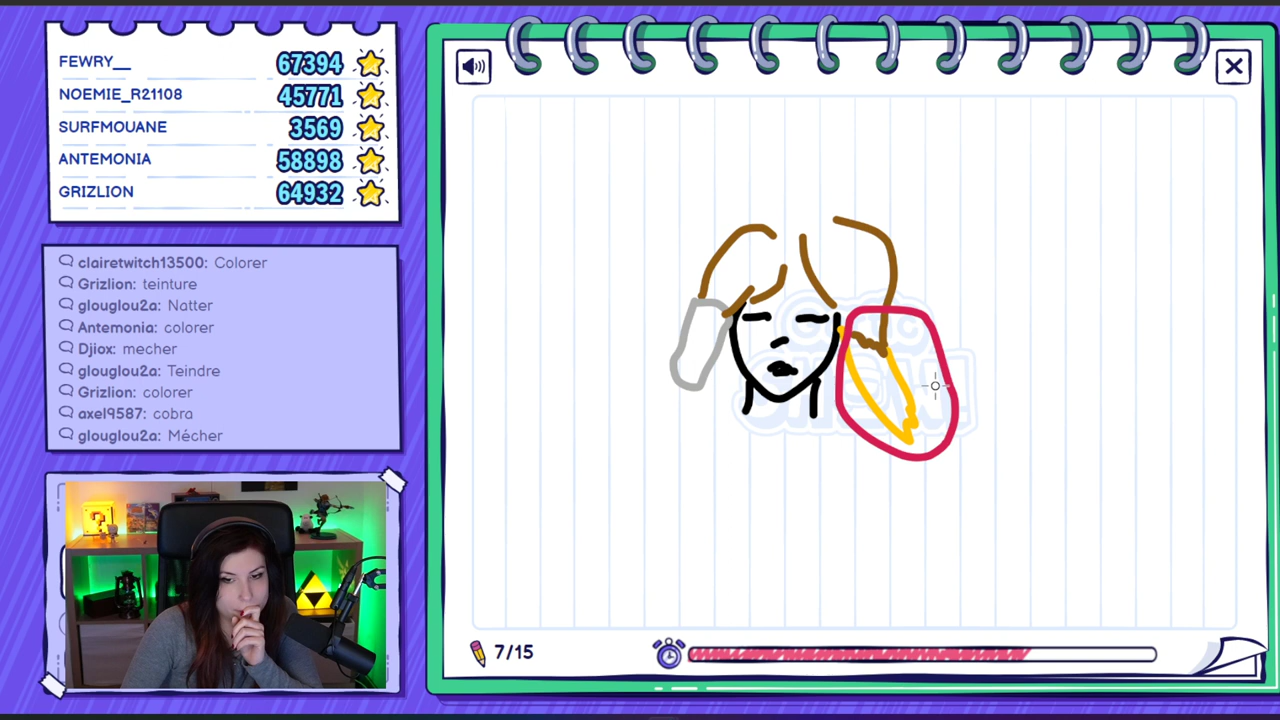 FEWRY__ 67394
NOEMIE_R21108 45771
SURFMOUANE 3569
ANTEMONIA 58898
GRIZLION 64932
clairetwitch13500: Colorer
Grizlion: teinture
glouglou2a: Natter
Antemonia: colorer
Djiox: mecher
glouglou2a: Teindre
Grizlion: colorer
axel9587: cobra
glouglou2a: Mécher
7/15